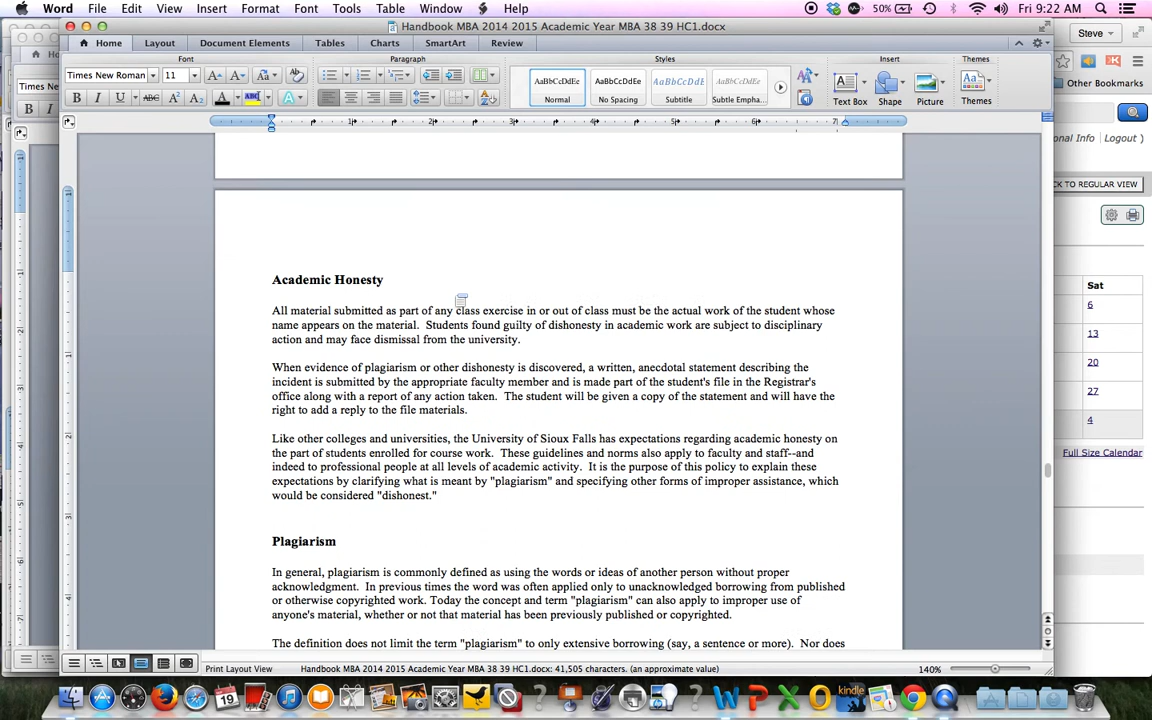 Word File Edit View Insert Format Font Tools Table Window Help 50% Fri 9:22 AM
Handbook MBA 2014 2015 Academic Year MBA 38 39 HC1.docx
Steve
Home Layout Document Elements Tables Charts SmartArt Review
Font Paragraph Styles Insert Themes
Other Bookmarks
Times New Roman 11
AaBbCcDdEe AaBbCcDdEe AaBbCcDdE AaBbCcDdEe
Normal No Spacing Subtitle Subtle Empha...
Text Box Shape Picture Themes
B I U ABC A² A₂ A ABC A
onal Info Logout )
CK TO REGULAR VIEW
Academic Honesty
All material submitted as part of any class exercise in or out of class must be the actual work of the student whose
name appears on the material.  Students found guilty of dishonesty in academic work are subject to disciplinary
action and may face dismissal from the university.
When evidence of plagiarism or other dishonesty is discovered, a written, anecdotal statement describing the
incident is submitted by the appropriate faculty member and is made part of the student's file in the Registrar's
office along with a report of any action taken.  The student will be given a copy of the statement and will have the
right to add a reply to the file materials.
Like other colleges and universities, the University of Sioux Falls has expectations regarding academic honesty on
the part of students enrolled for course work.  These guidelines and norms also apply to faculty and staff--and
indeed to professional people at all levels of academic activity.  It is the purpose of this policy to explain these
expectations by clarifying what is meant by "plagiarism" and specifying other forms of improper assistance, which
would be considered "dishonest."
Plagiarism
In general, plagiarism is commonly defined as using the words or ideas of another person without proper
acknowledgment.  In previous times the word was often applied only to unacknowledged borrowing from published
or otherwise copyrighted work. Today the concept and term "plagiarism" can also apply to improper use of
anyone's material, whether or not that material has been previously published or copyrighted.
The definition does not limit the term "plagiarism" to only extensive borrowing (say, a sentence or more).  Nor does
Sat
6
13
20
27
4
Full Size Calendar
Print Layout View Handbook MBA 2014 2015 Academic Year MBA 38 39 HC1.docx: 41,505 characters. (an approximate value) 140%
19
kindle